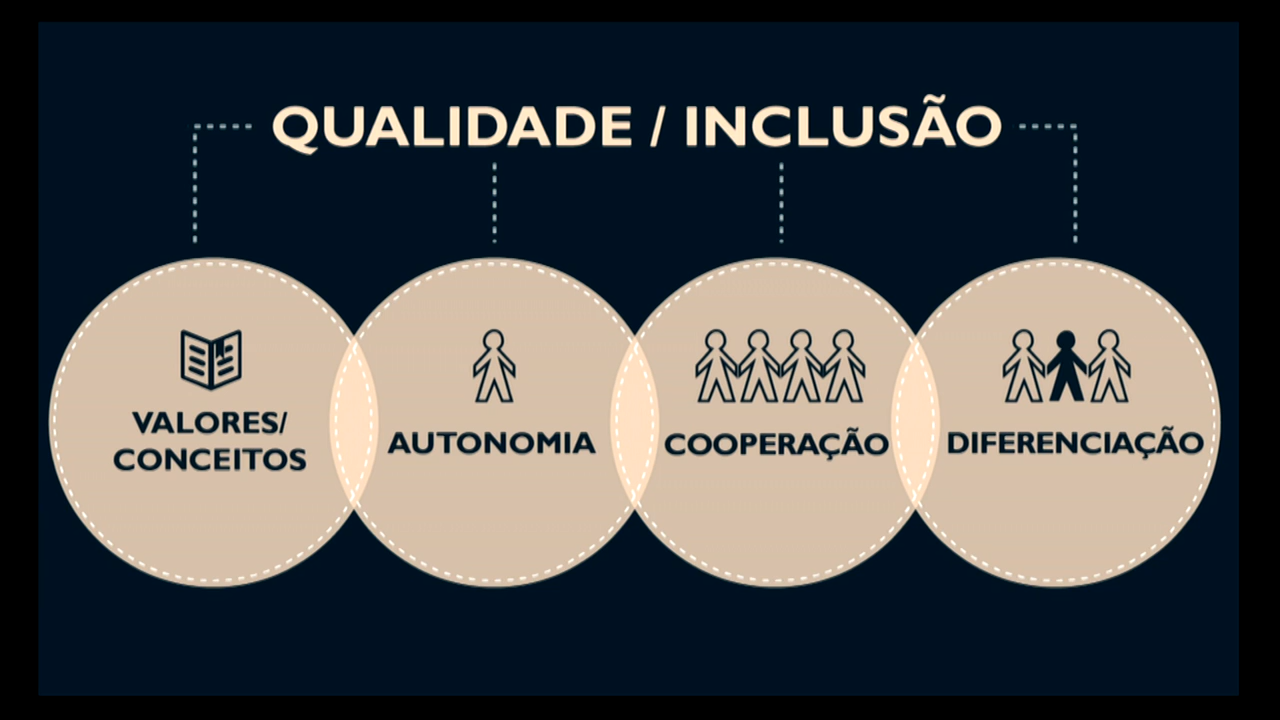 QUALIDADE / INCLUSÃO
VALORES/
CONCEITOS
AUTONOMIA
COOPERAÇÃO
DIFERENCIAÇÃO